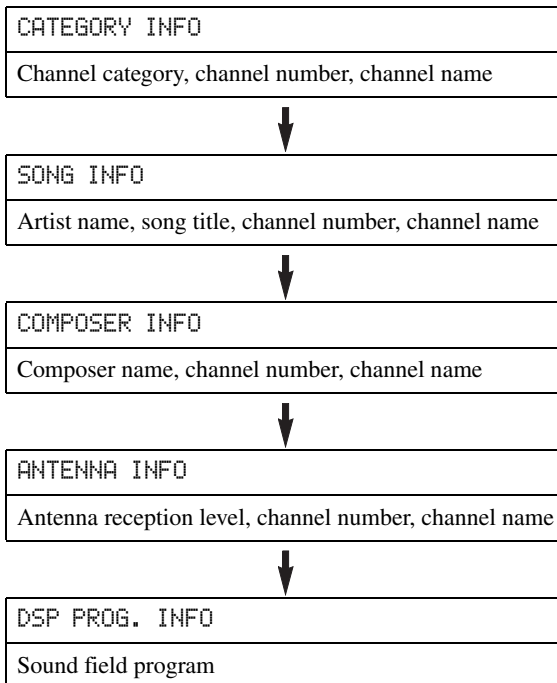 CATEGORY INFO
Channel category, channel number, channel name
SONG INFO
Artist name, song title, channel number, channel name
COMPOSER INFO
Composer name, channel number, channel name
ANTENNA INFO
Antenna reception level, channel number, channel name
DSP PROG. INFO
Sound field program